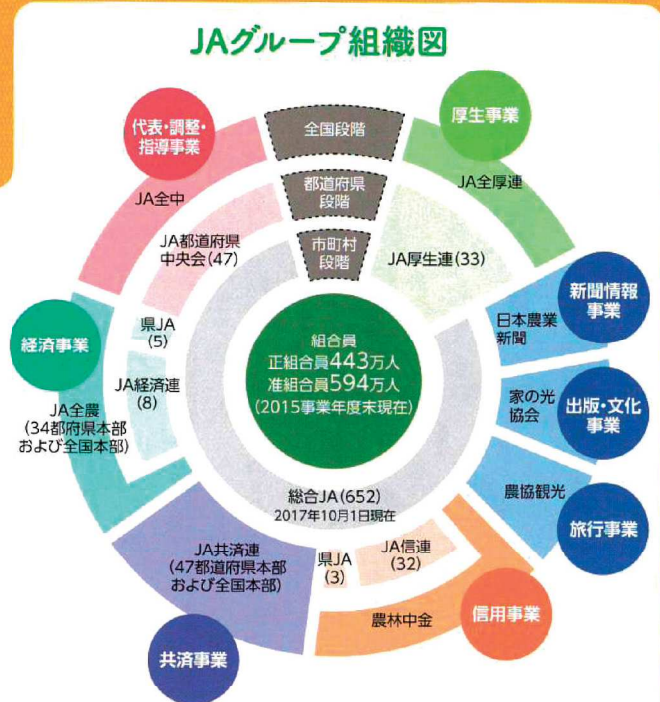 JAグループ組織図
代表・調整・
指導事業
全国段階
厚生事業
JA全中
都道府県
段階
JA全厚連
JA都道府県
中央会(47)
市町村
段階
JA厚生連(33)
新聞情報
事業
経済事業
県JA
(5)
組合員
正組合員443万人
准組合員594万人
(2015事業年度末現在)
日本農業
新聞
JA経済連
(8)
JA全農
(34都府県本部
および全国本部)
家の光
協会
出版・文化
事業
総合JA(652)
2017年10月1日現在
農協観光
旅行事業
JA共済連
(47都道府県本部
および全国本部)
県JA
(3)
JA信連
(32)
農林中金
信用事業
共済事業